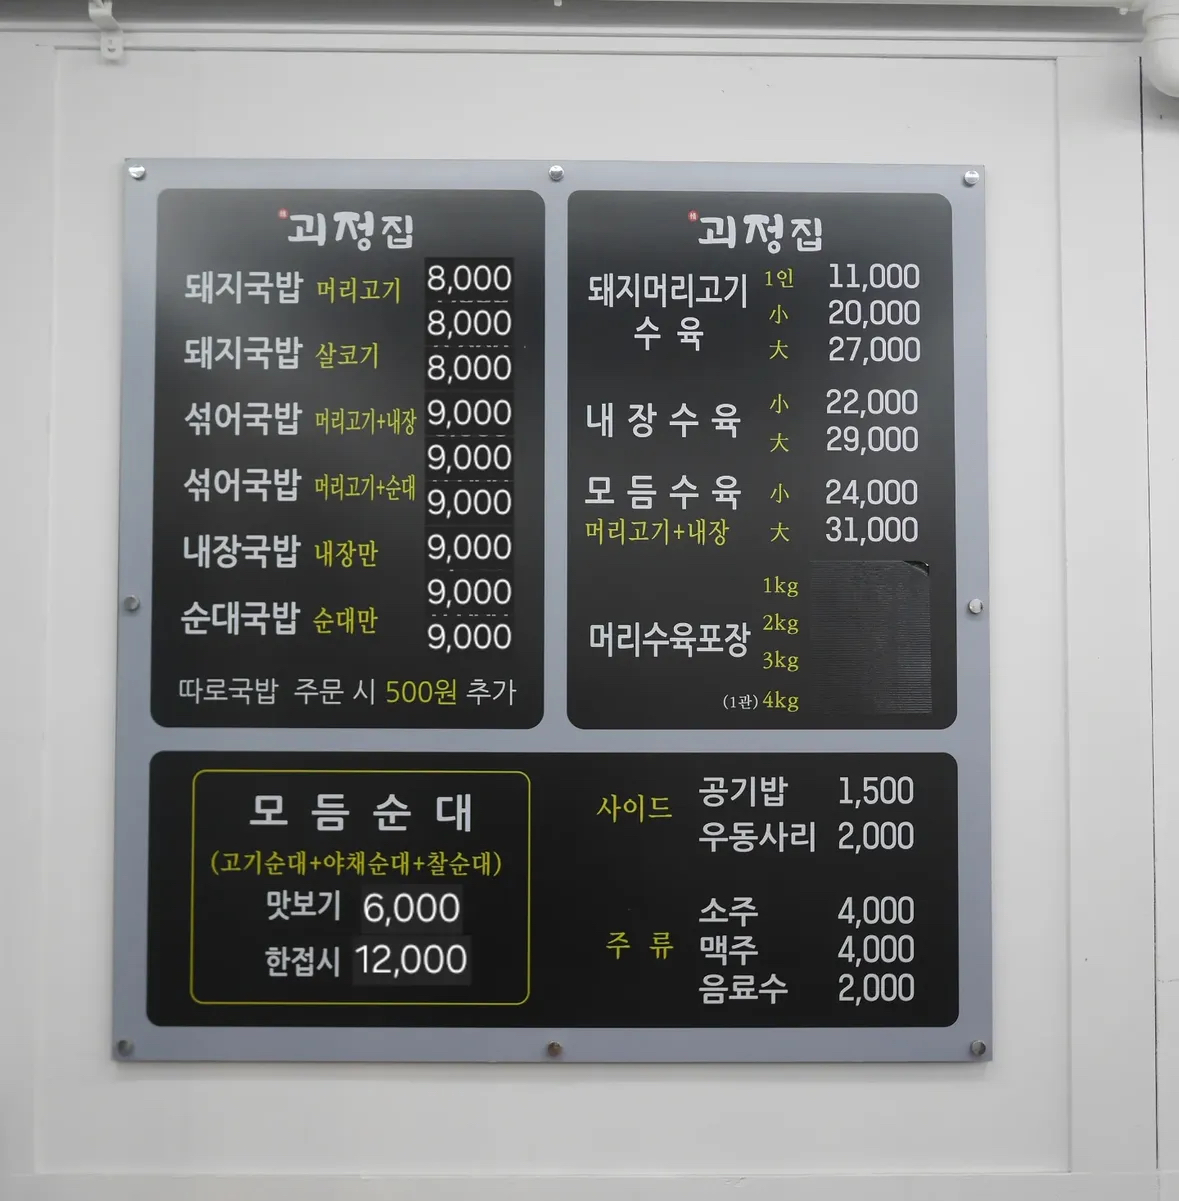 괴정집
돼지국밥 머리고기 8,000
8,000
돼지국밥 살코기 8,000
섞어국밥 머리고기+내장 9,000
9,000
섞어국밥 머리고기+순대 9,000
내장국밥 내장만 9,000
9,000
순대국밥 순대만 9,000
따로국밥 주문 시 500원 추가
괴정집
돼지머리고기 1인 11,000
수육 小 20,000
大 27,000
내장수육 小 22,000
大 29,000
모듬수육 小 24,000
머리고기+내장 大 31,000
1kg
머리수육포장 2kg
3kg
(1관) 4kg
모듬순대
(고기순대+야채순대+찰순대)
맛보기 6,000
한접시 12,000
사이드 공기밥 1,500
우동사리 2,000
소주 4,000
주류 맥주 4,000
음료수 2,000